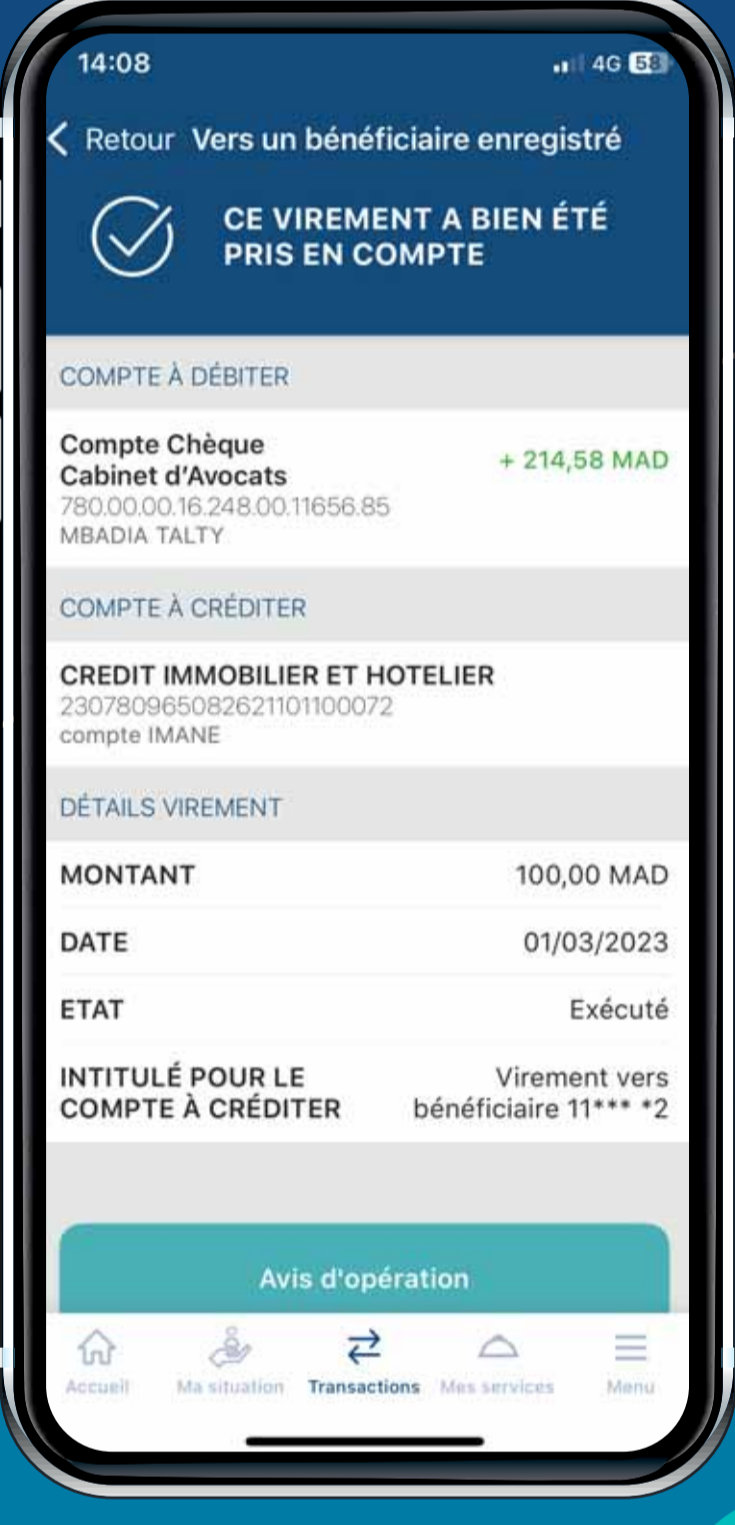 14:08
4G 58
Retour Vers un bénéficiaire enregistré
CE VIREMENT A BIEN ÉTÉ
PRIS EN COMPTE
COMPTE À DÉBITER
Compte Chèque
Cabinet d'Avocats
+ 214,58 MAD
780.00.00.16.248.00.11656.85
MBADIA TALTY
COMPTE À CRÉDITER
CREDIT IMMOBILIER ET HOTELIER
230780965082621101100072
compte IMANE
DÉTAILS VIREMENT
MONTANT 100,00 MAD
DATE 01/03/2023
ETAT Exécuté
INTITULÉ POUR LE
COMPTE À CRÉDITER
Virement vers
bénéficiaire 11*** *2
Avis d'opération
Accueil Ma situation Transactions Mes services Menu